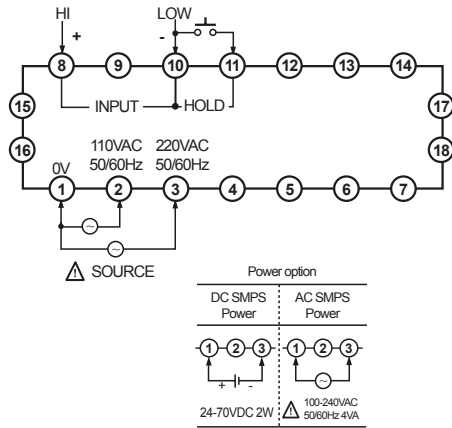 HI
LOW
+
-
8 9 10 11 12 13 14
INPUT HOLD
15
17
16
18
110VAC 220VAC
0V 50/60Hz 50/60Hz
1 2 3 4 5 6 7
~
~
⚠ SOURCE
Power option
DC SMPS AC SMPS
Power Power
1 2 3 1 2 3
+ - ~
24-70VDC 2W
⚠ 100-240VAC
50/60Hz 4VA